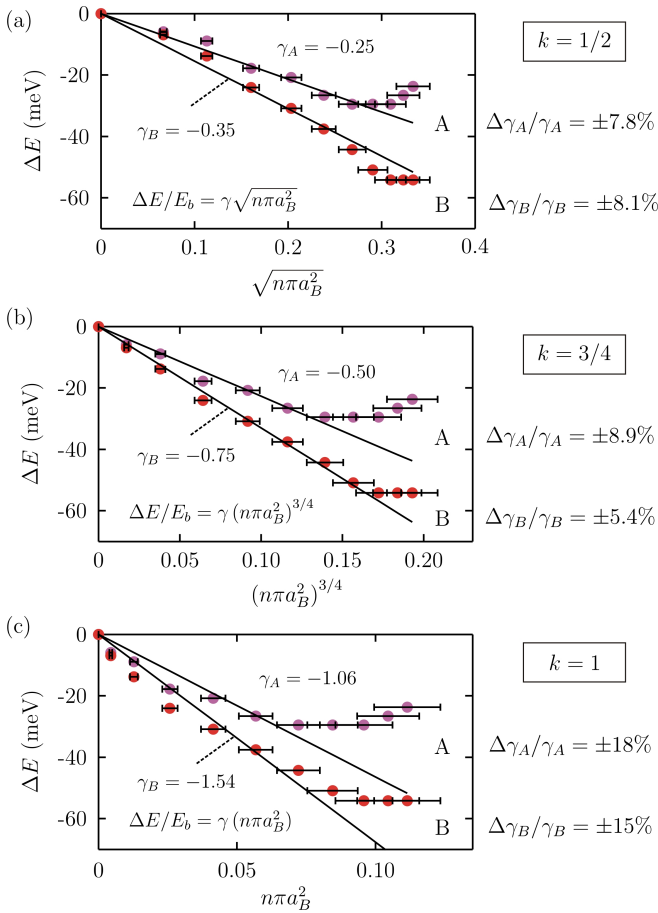 (a)
ΔE (meV)
0
-20
-40
-60
γ_A = −0.25
γ_B = −0.35
ΔE/E_b = γ√(nπa_B^2)
A
B
0 0.1 0.2 0.3 0.4
√(nπa_B^2)
k = 1/2
Δγ_A/γ_A = ±7.8%
Δγ_B/γ_B = ±8.1%
(b)
ΔE (meV)
0
-20
-40
-60
γ_A = −0.50
γ_B = −0.75
ΔE/E_b = γ (nπa_B^2)^{3/4}
A
B
0 0.05 0.10 0.15 0.20
(nπa_B^2)^{3/4}
k = 3/4
Δγ_A/γ_A = ±8.9%
Δγ_B/γ_B = ±5.4%
(c)
ΔE (meV)
0
-20
-40
-60
γ_A = −1.06
γ_B = −1.54
ΔE/E_b = γ (nπa_B^2)
A
B
0 0.05 0.10
nπa_B^2
k = 1
Δγ_A/γ_A = ±18%
Δγ_B/γ_B = ±15%